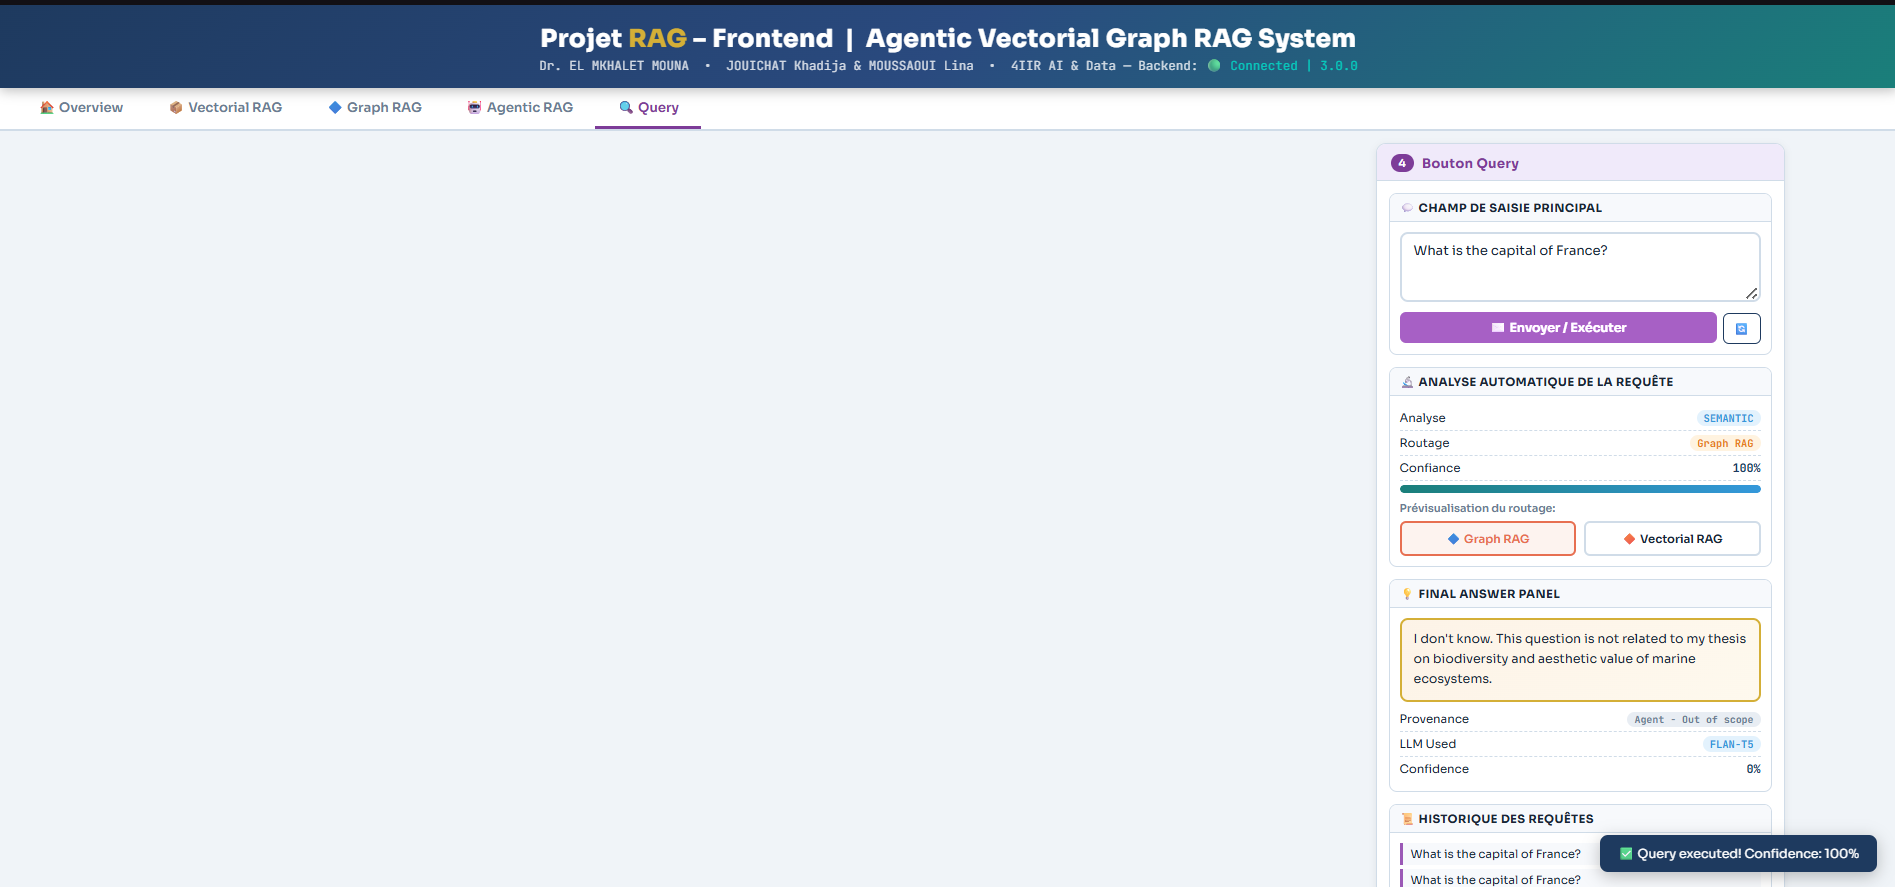 Projet RAG – Frontend | Agentic Vectorial Graph RAG System
Dr. EL MKHALET MOUNA • JOUICHAT Khadija & MOUSSAOUI Lina • 4IIR AI & Data — Backend: Connected | 3.0.0
Overview
Vectorial RAG
Graph RAG
Agentic RAG
Query
4 Bouton Query
CHAMP DE SAISIE PRINCIPAL
What is the capital of France?
Envoyer / Exécuter
ANALYSE AUTOMATIQUE DE LA REQUÊTE
Analyse SEMANTIC
Routage Graph RAG
Confiance 100%
Prévisualisation du routage:
Graph RAG
Vectorial RAG
FINAL ANSWER PANEL
I don't know. This question is not related to my thesis
on biodiversity and aesthetic value of marine
ecosystems.
Provenance Agent - Out of scope
LLM Used FLAN-T5
Confidence 0%
HISTORIQUE DES REQUÊTES
What is the capital of France?
What is the capital of France?
Query executed! Confidence: 100%